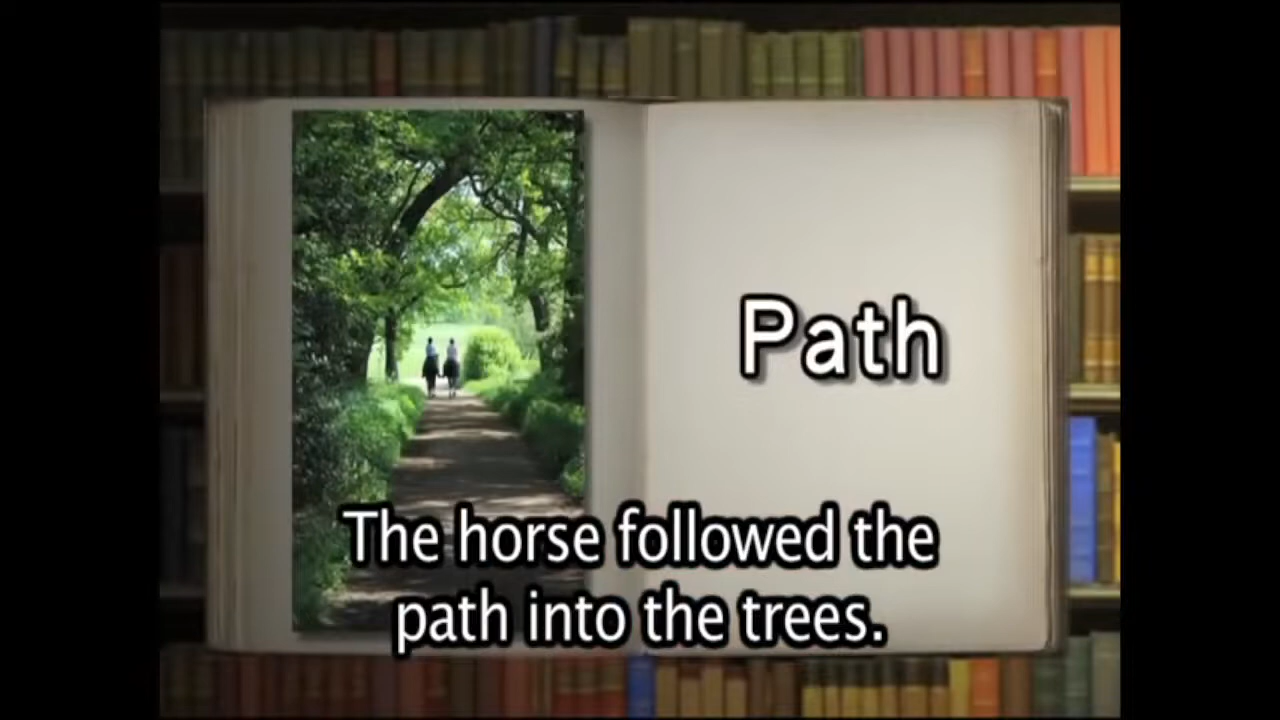 Path
The horse followed the
path into the trees.